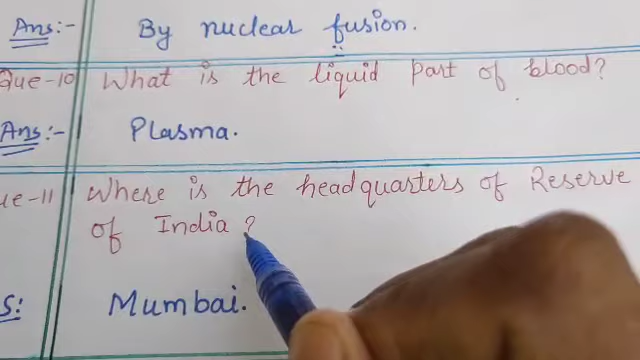 Ans:- By nuclear fusion.
Que-10 What is the liquid part of blood?
Ans:- Plasma.
ue-11 Where is the headquarters of Reserve
of India?
s: Mumbai.